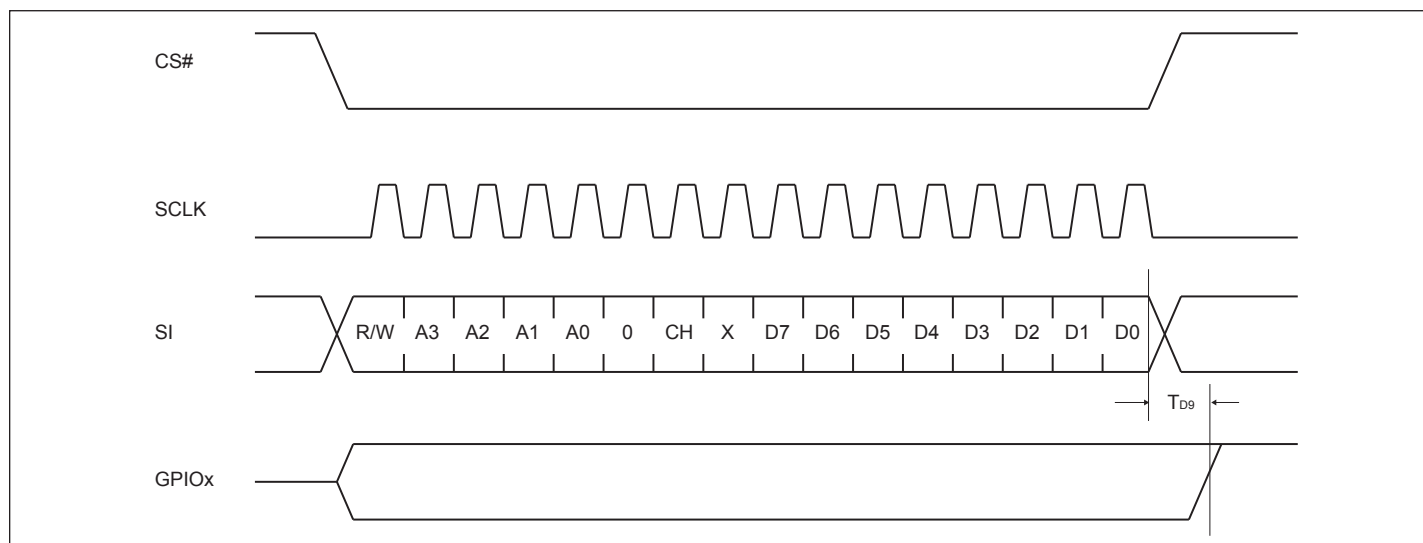 CS#
SCLK
SI R/W A3 A2 A1 A0 0 CH X D7 D6 D5 D4 D3 D2 D1 D0
TD9
GPIOx